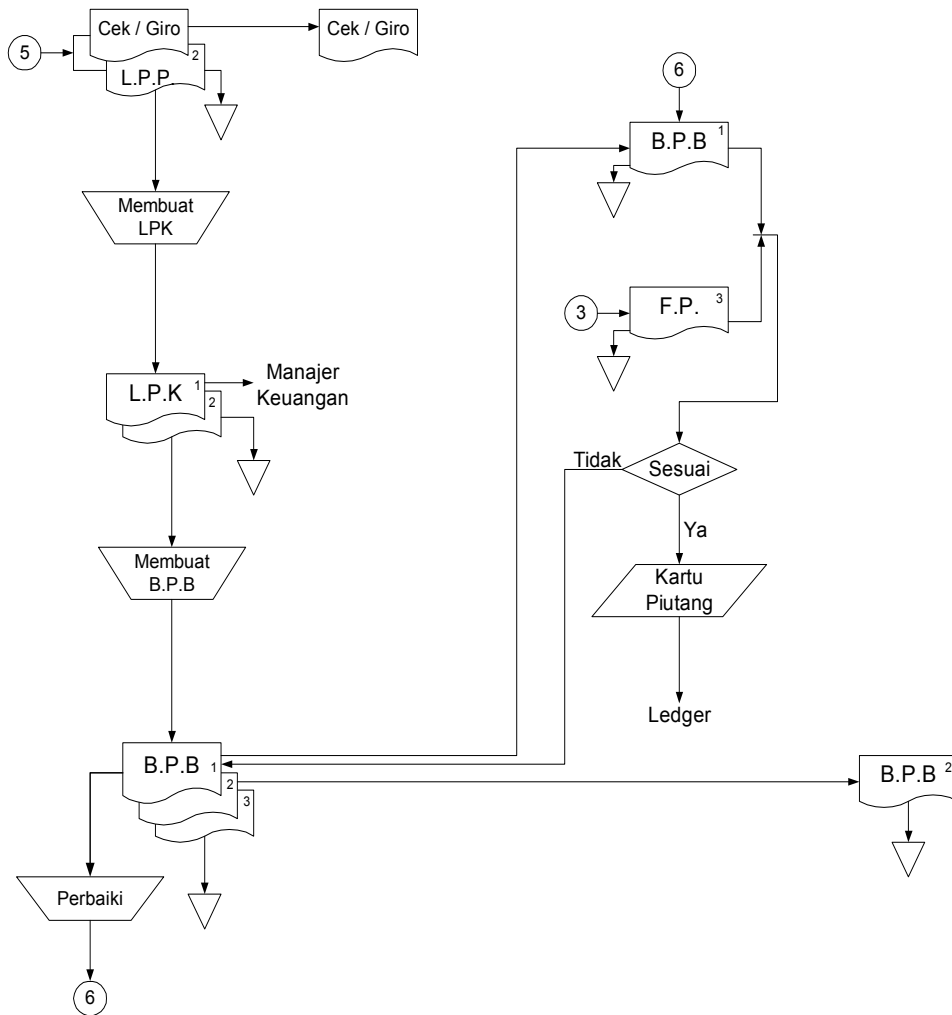 Cek / Giro
Cek / Giro
5
2
L.P.P.
6
B.P.B 1
Membuat
LPK
3
F.P. 3
L.P.K 1
2
Manajer
Keuangan
Tidak
Sesuai
Ya
Membuat
B.P.B
Kartu
Piutang
Ledger
B.P.B 1
2
3
B.P.B 2
Perbaiki
6